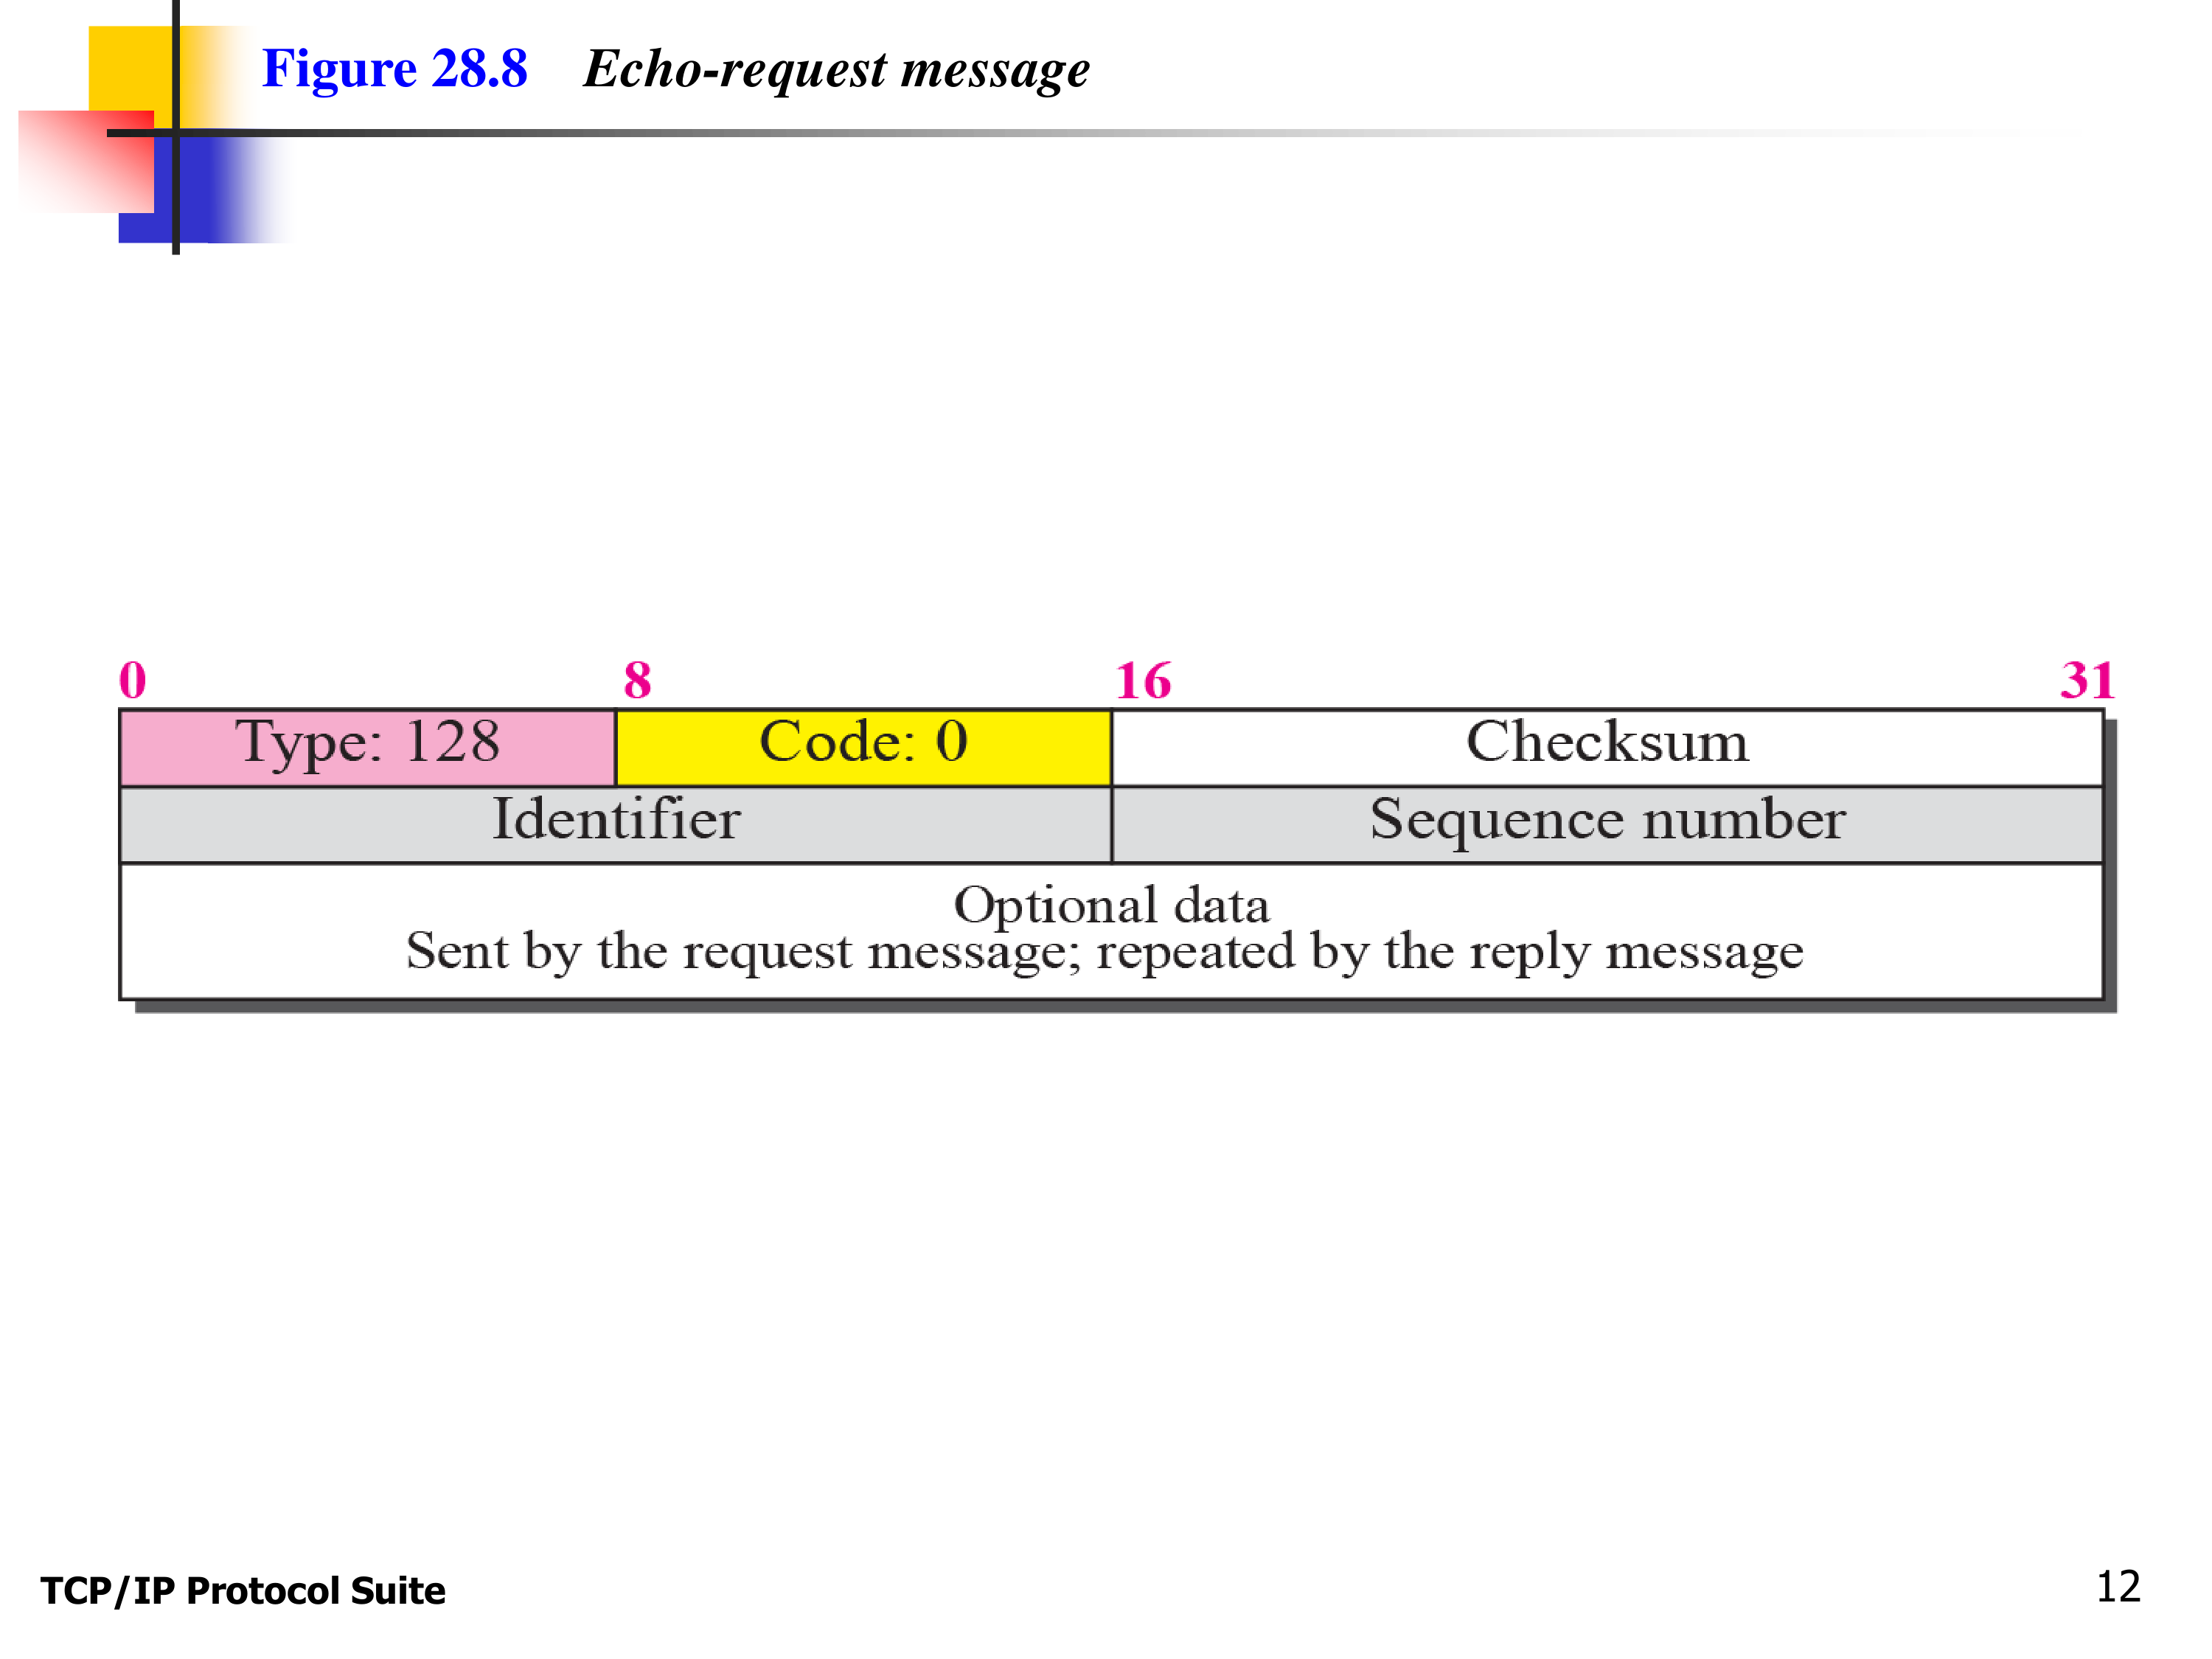 Figure 28.8 Echo-request message
0 8 16 31
Type: 128 Code: 0 Checksum
Identifier Sequence number
Optional data
Sent by the request message; repeated by the reply message
TCP/IP Protocol Suite 12